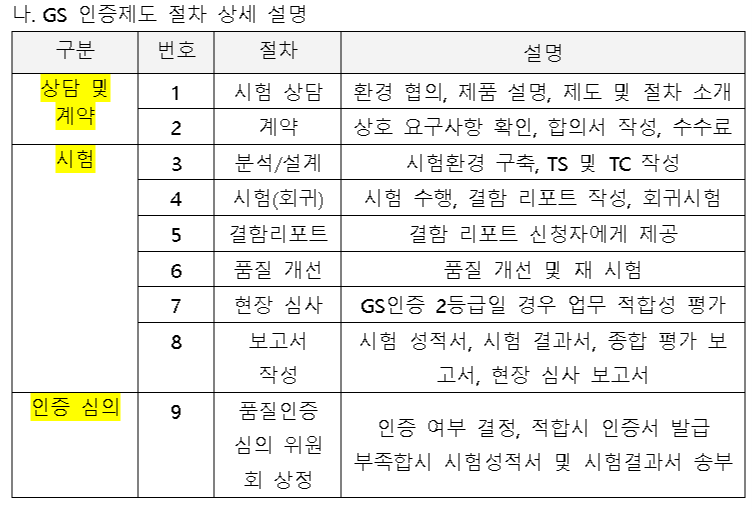 나. GS 인증제도 절차 상세 설명
구분 번호 절차 설명
상담 및
계약
1 시험 상담 환경 협의, 제품 설명, 제도 및 절차 소개
2 계약 상호 요구사항 확인, 합의서 작성, 수수료
시험 3 분석/설계 시험환경 구축, TS 및 TC 작성
4 시험(회귀) 시험 수행, 결함 리포트 작성, 회귀시험
5 결함리포트 결함 리포트 신청자에게 제공
6 품질 개선 품질 개선 및 재 시험
7 현장 심사 GS인증 2등급일 경우 업무 적합성 평가
8 보고서
작성
시험 성적서, 시험 결과서, 종합 평가 보
고서, 현장 심사 보고서
인증 심의 9 품질인증
심의 위원
회 상정
인증 여부 결정, 적합시 인증서 발급
부족합시 시험성적서 및 시험결과서 송부